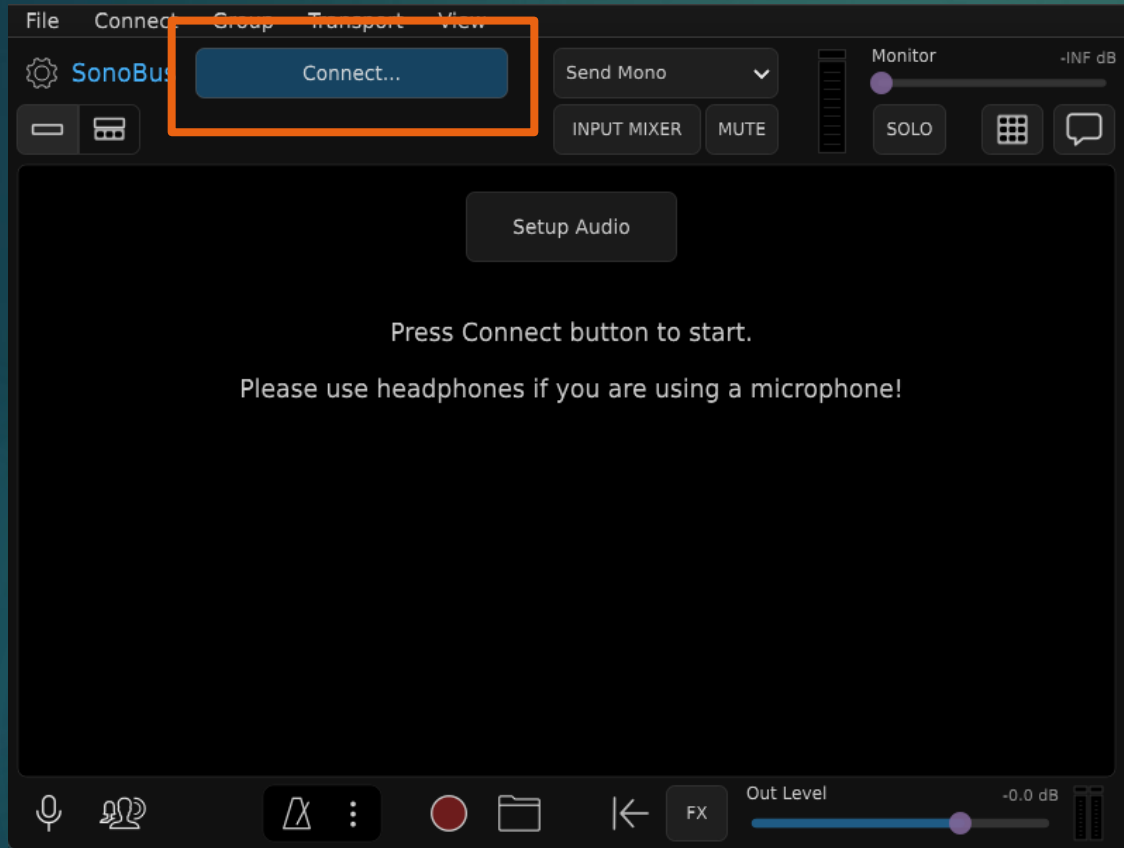 File Connect Group Transport View
SonoBus Connect... Send Mono Monitor -INF dB
INPUT MIXER MUTE SOLO
Setup Audio
Press Connect button to start.
Please use headphones if you are using a microphone!
FX Out Level -0.0 dB